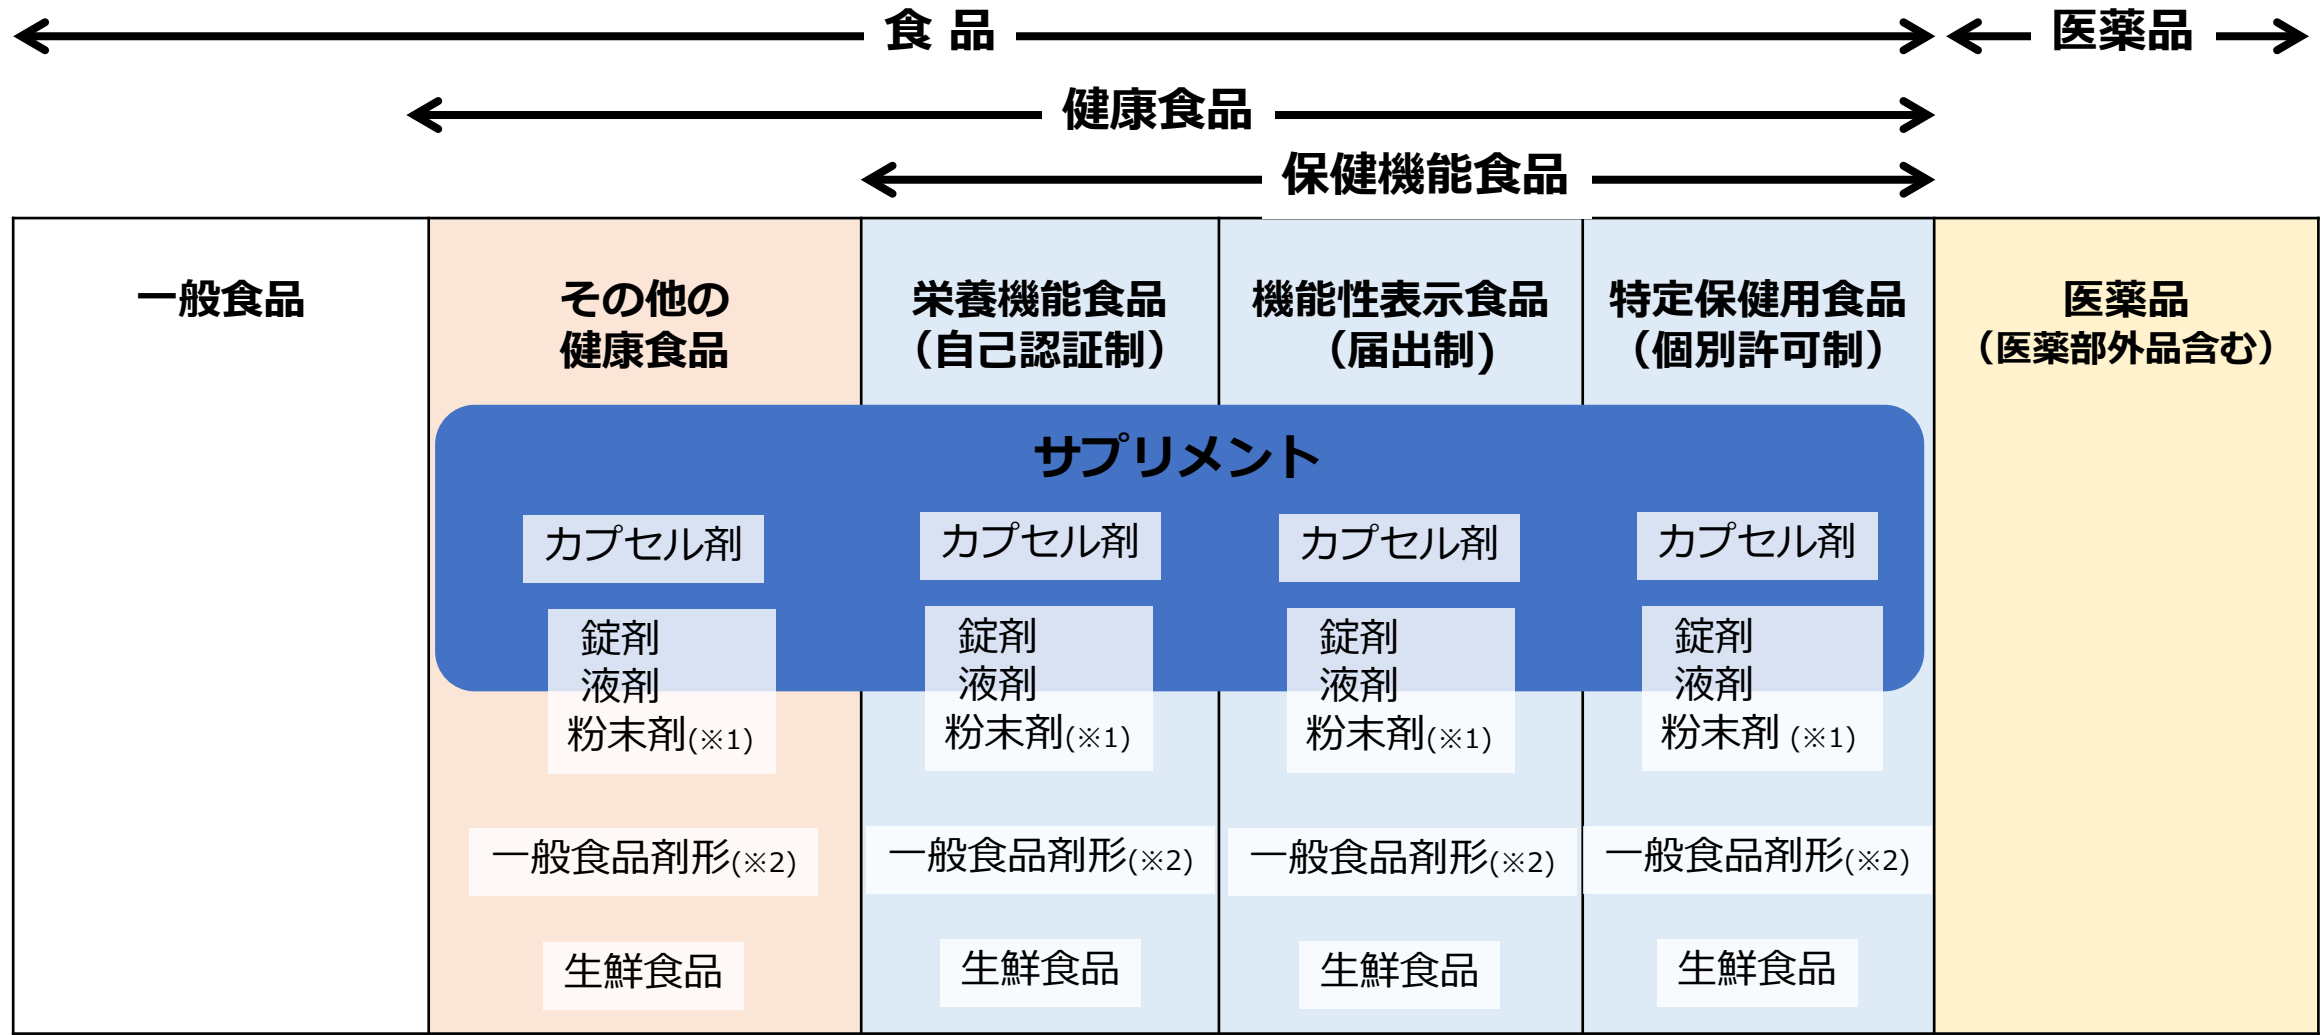 食 品
医薬品
健康食品
保健機能食品
一般食品
その他の
健康食品
栄養機能食品
（自己認証制）
機能性表示食品
（届出制)
特定保健用食品
（個別許可制）
医薬品
（医薬部外品含む）
サプリメント
カプセル剤
カプセル剤
カプセル剤
カプセル剤
錠剤
液剤
粉末剤(※1)
錠剤
液剤
粉末剤(※1)
錠剤
液剤
粉末剤(※1)
錠剤
液剤
粉末剤 (※1)
一般食品剤形(※2)
一般食品剤形(※2)
一般食品剤形(※2)
一般食品剤形(※2)
生鮮食品
生鮮食品
生鮮食品
生鮮食品